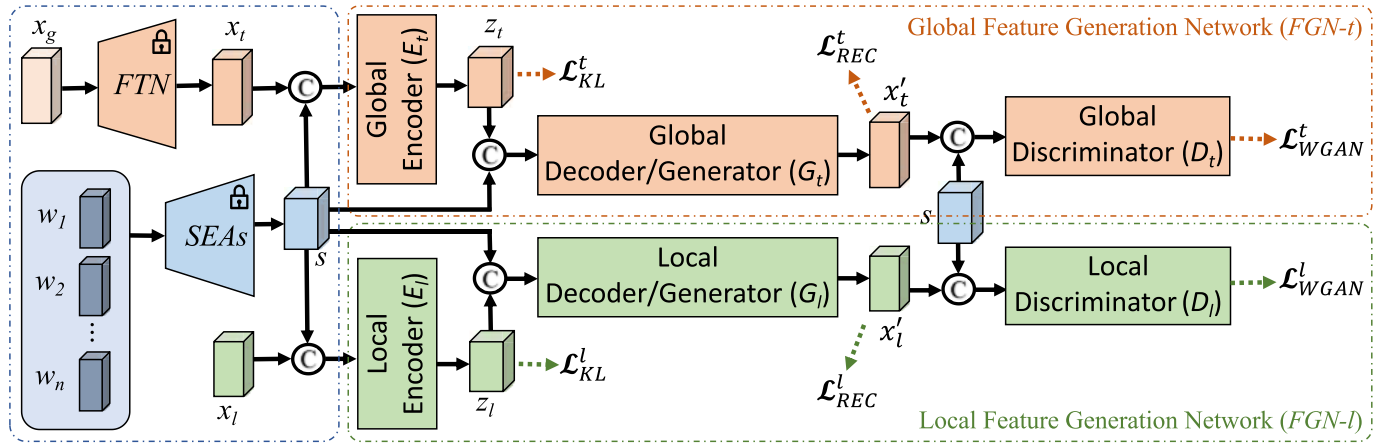 Global Feature Generation Network (FGN-t)
x_g
FTN
x_t
C
Global
Encoder (E_t)
z_t
𝓛^t_KL
C
Global
Decoder/Generator (G_t)
𝓛^t_REC
x′_t
C
Global
Discriminator (D_t)
𝓛^t_WGAN
w_1
w_2
...
w_n
SEAs
s
s
x_l
C
Local
Encoder (E_l)
z_l
𝓛^l_KL
C
Local
Decoder/Generator (G_l)
x′_l
𝓛^l_REC
C
Local
Discriminator (D_l)
𝓛^l_WGAN
Local Feature Generation Network (FGN-l)